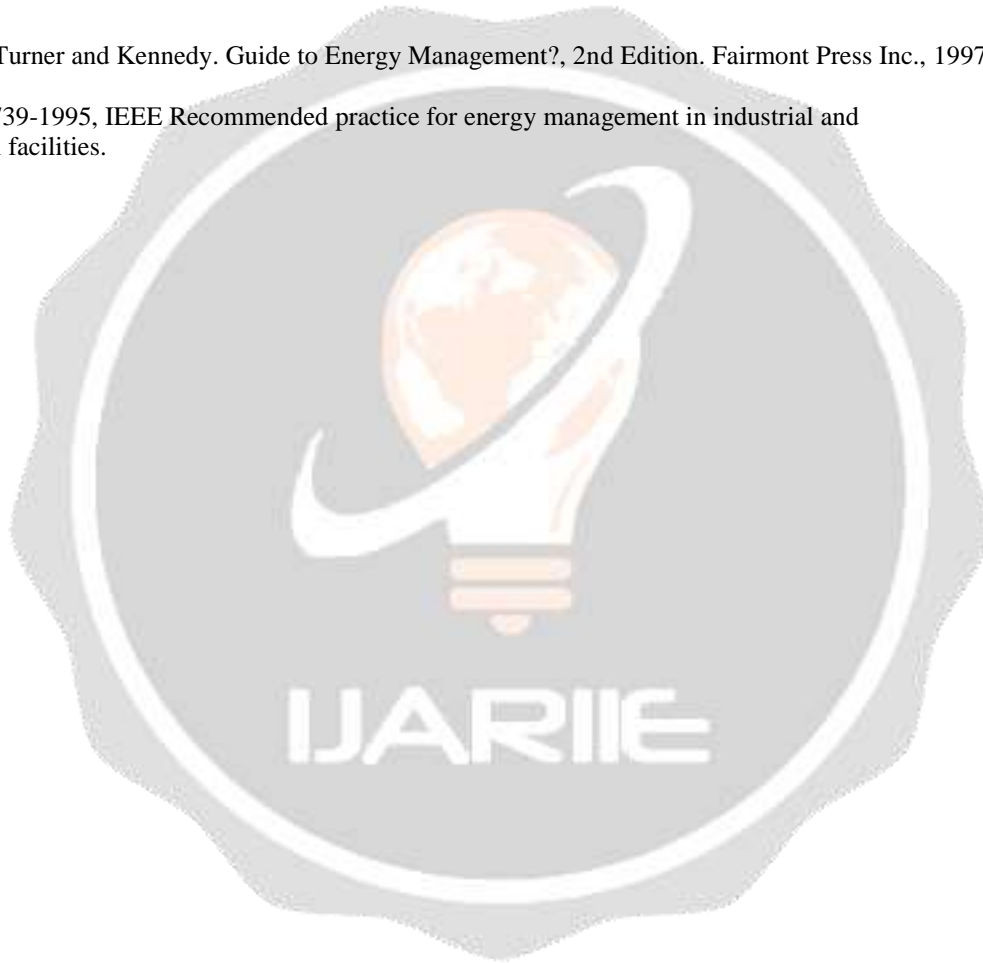 Turner and Kennedy. Guide to Energy Management?, 2nd Edition. Fairmont Press Inc., 1997
739-1995, IEEE Recommended practice for energy management in industrial and
facilities.
IJARIIE